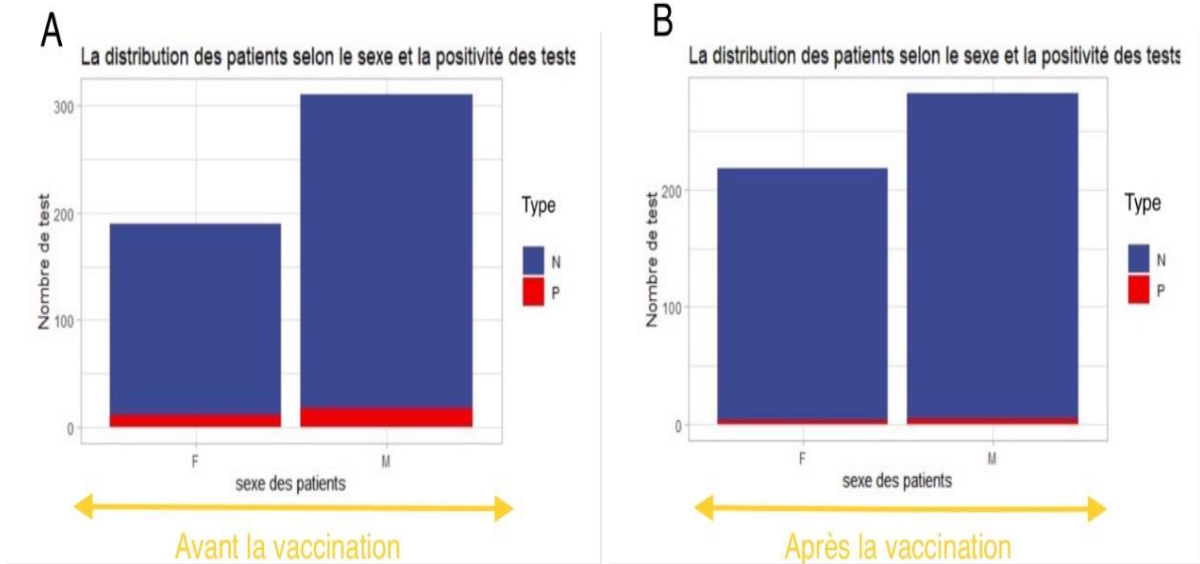 A
La distribution des patients selon le sexe et la positivité des tests
300
200
100
0
Nombre de test
F
M
sexe des patients
Type
N
P
Avant la vaccination
B
La distribution des patients selon le sexe et la positivité des tests
200
100
0
Nombre de test
F
M
sexe des patients
Type
N
P
Après la vaccination